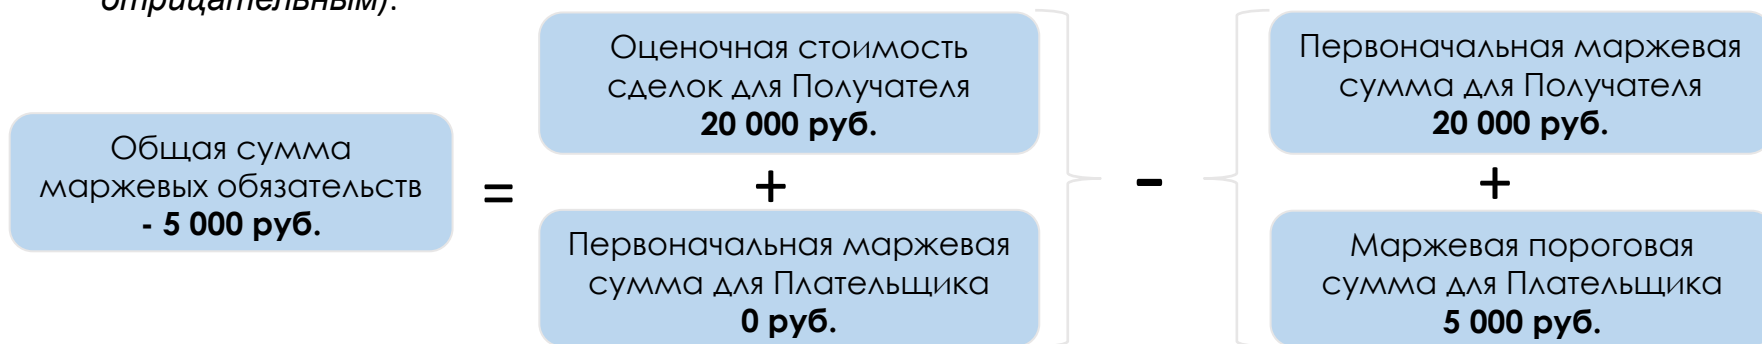 отрицательным).
Общая сумма
маржевых обязательств
- 5 000 руб.
=
Оценочная стоимость
сделок для Получателя
20 000 руб.
+
Первоначальная маржевая
сумма для Плательщика
0 руб.
-
Первоначальная маржевая
сумма для Получателя
20 000 руб.
+
Маржевая пороговая
сумма для Плательщика
5 000 руб.